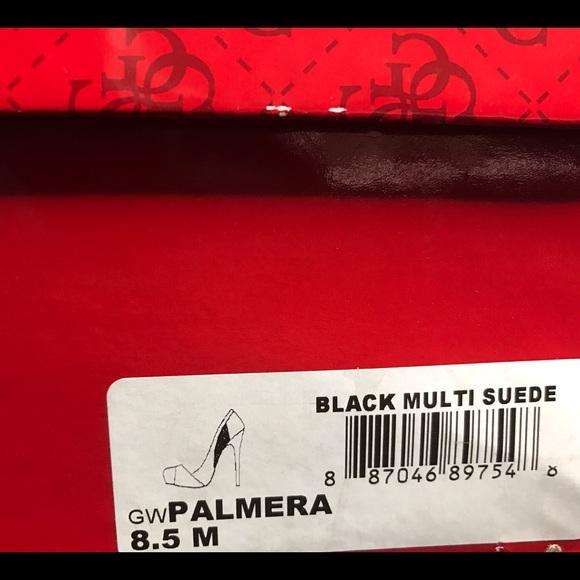 BLACK MULTI SUEDE
8 87046 89754 8
GWPALMERA
8.5 M